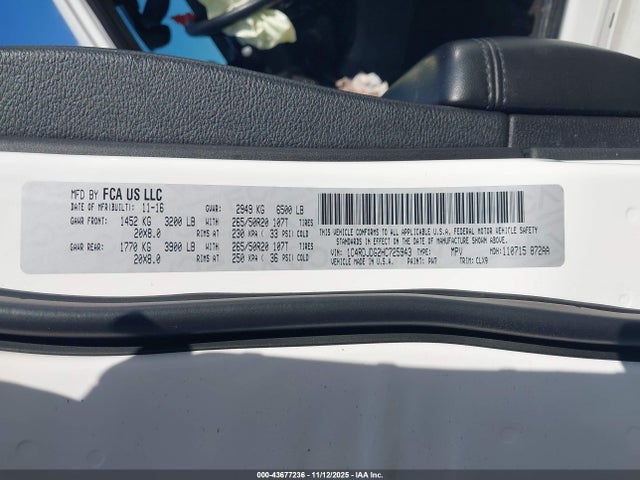 MFD BY FCA US LLC
DATE OF MFR(BUILT): 11-16 GVWR: 2949 KG 6500 LB
GAWR FRONT: 1452 KG 3200 LB WITH 265/50R20 107T TIRES
20X8.0 RIMS AT 230 KPA ( 33 PSI) COLD
GAWR REAR: 1770 KG 3900 LB WITH 265/50R20 107T TIRES
20X8.0 RIMS AT 250 KPA ( 36 PSI) COLD
THIS VEHICLE CONFORMS TO ALL APPLICABLE U.S.A. FEDERAL MOTOR VEHICLE SAFETY
STANDARDS IN EFFECT ON THE DATE OF MANUFACTURE SHOWN ABOVE.
VIN: 1C4RDJDG2HC725943 TYPE: MPV MDH: 110715 872AA
VEHICLE MADE IN U.S.A. PAINT: PW7 TRIM: CLX9
000-43677236 - 11/12/2025 - IAA Inc.